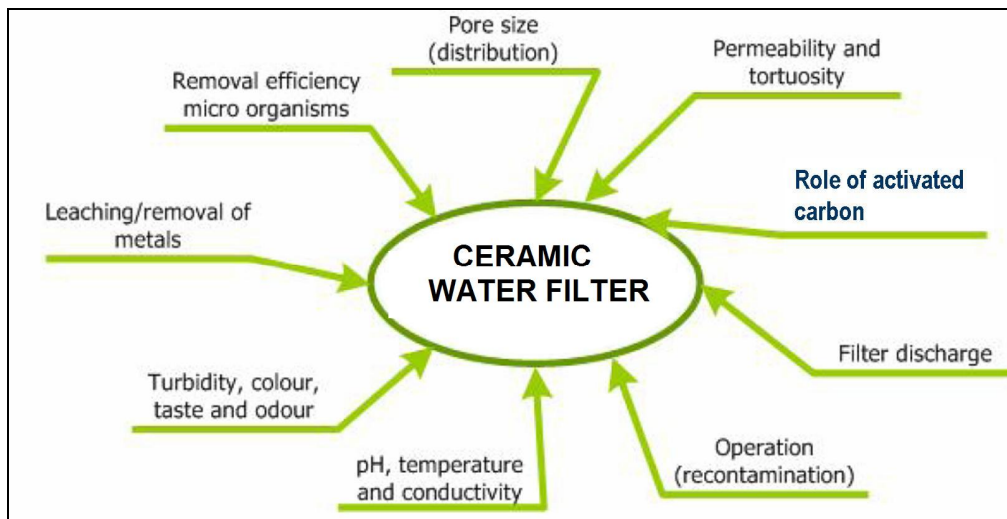 Pore size
(distribution)
Permeability and
tortuosity
Removal efficiency
micro organisms
Role of activated
carbon
Leaching/removal of
metals
CERAMIC
WATER FILTER
Filter discharge
Turbidity, colour,
taste and odour
Operation
(recontamination)
pH, temperature
and conductivity